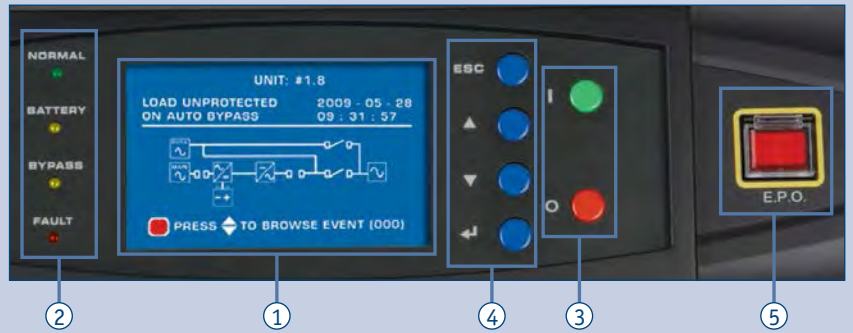 NORMAL
BATTERY
BYPASS
FAULT
UNIT: #1.8
LOAD UNPROTECTED 2009 - 05 - 28
ON AUTO BYPASS 09 : 31 : 57
PRESS TO BROWSE EVENT (000)
ESC
I
O
E.P.O.
2
1
4
3
5